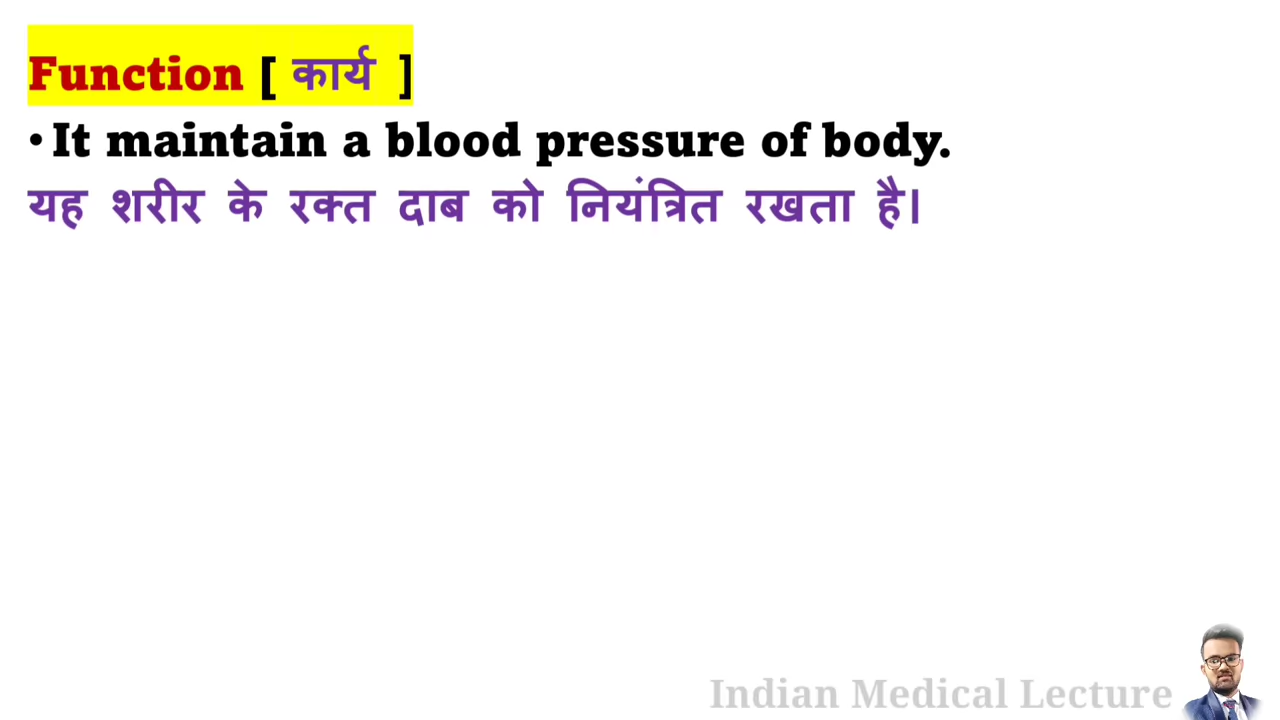 Function [ कार्य ]
• It maintain a blood pressure of body.
यह शरीर के रक्त दाब को नियंत्रित रखता है।
Indian Medical Lecture